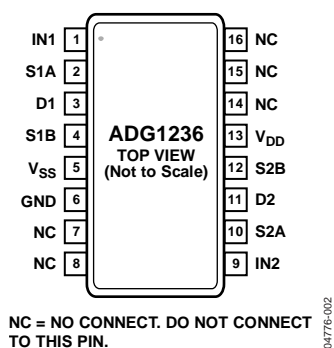 IN1 1
S1A 2
D1 3
S1B 4
VSS 5
GND 6
NC 7
NC 8
ADG1236
TOP VIEW
(Not to Scale)
16 NC
15 NC
14 NC
13 VDD
12 S2B
11 D2
10 S2A
9 IN2
NC = NO CONNECT. DO NOT CONNECT
TO THIS PIN.
04776-002